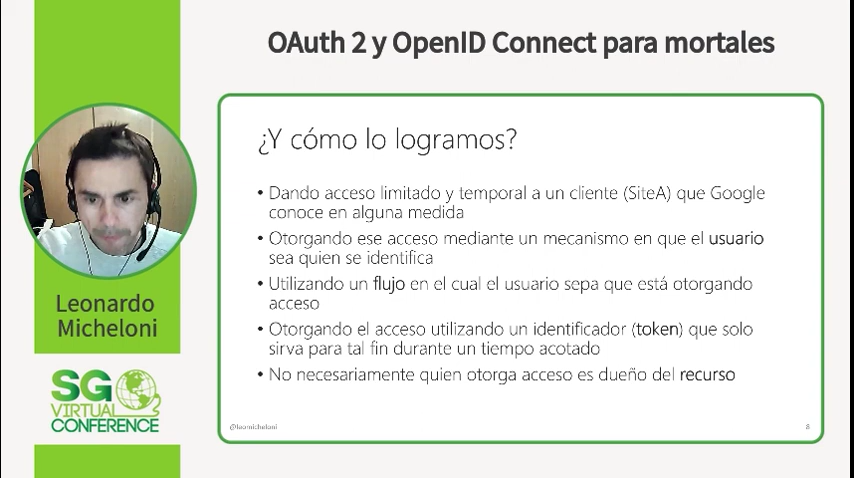 OAuth 2 y OpenID Connect para mortales
¿Y cómo lo logramos?
• Dando acceso limitado y temporal a un cliente (SiteA) que Google
conoce en alguna medida
• Otorgando ese acceso mediante un mecanismo en que el usuario
sea quien se identifica
• Utilizando un flujo en el cual el usuario sepa que está otorgando
acceso
• Otorgando el acceso utilizando un identificador (token) que solo
sirva para tal fin durante un tiempo acotado
• No necesariamente quien otorga acceso es dueño del recurso
@leomicheloni
8
Leonardo
Micheloni
SG
VIRTUAL
CONFERENCE